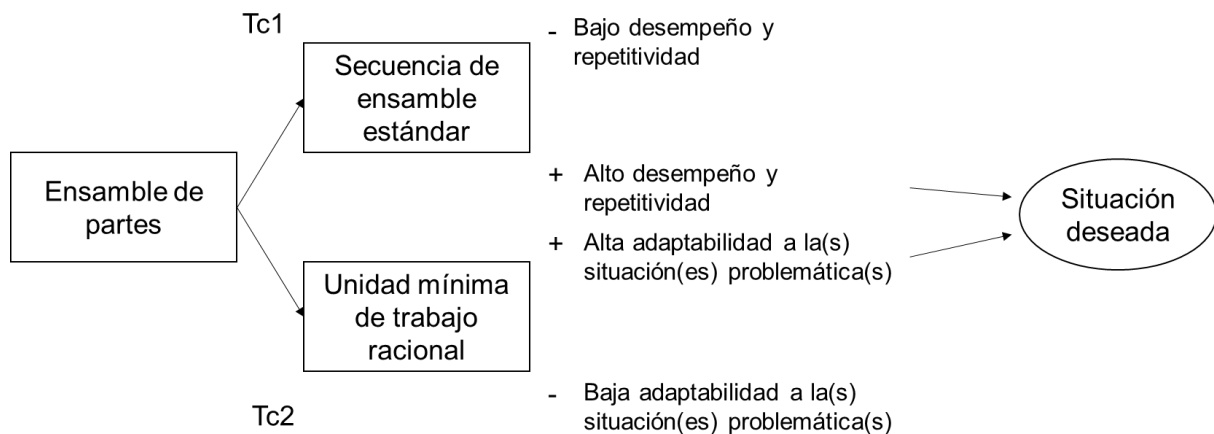 Tc1
- Bajo desempeño y
repetitividad
Secuencia de
ensamble
estándar
Ensamble de
partes
+ Alto desempeño y
repetitividad
+ Alta adaptabilidad a la(s)
situación(es) problemática(s)
Situación
deseada
Unidad mínima
de trabajo
racional
- Baja adaptabilidad a la(s)
situación(es) problemática(s)
Tc2